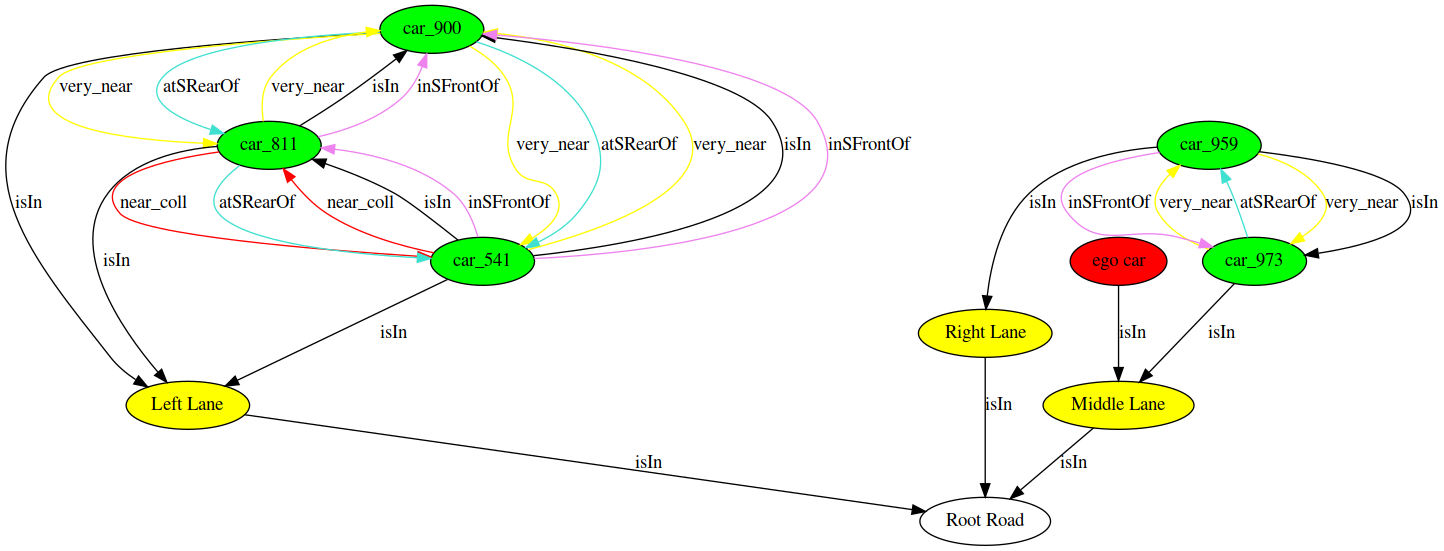 car_900
very_near
atSRearOf
very_near
isIn
inSFrontOf
car_811
very_near
atSRearOf
very_near
isIn
inSFrontOf
car_959
isIn
near_coll
atSRearOf
near_coll
isIn
inSFrontOf
isIn
inSFrontOf
very_near
atSRearOf
very_near
isIn
isIn
car_541
ego car
car_973
isIn
Right Lane
isIn
isIn
Left Lane
isIn
Middle Lane
isIn
isIn
Root Road